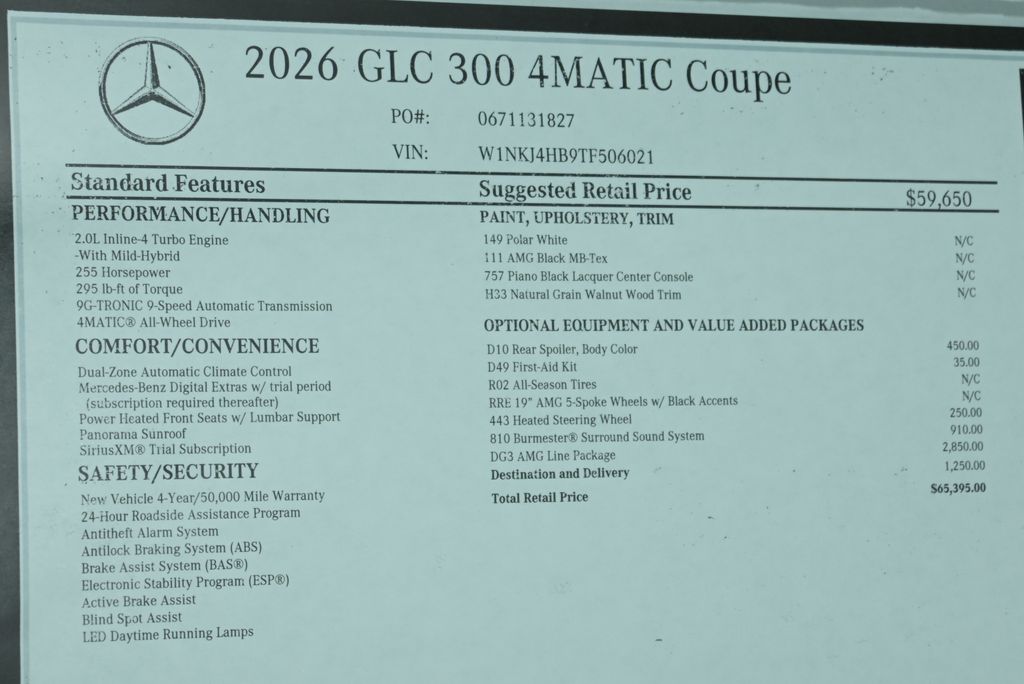 2026 GLC 300 4MATIC Coupe
PO#: 0671131827
VIN: W1NKJ4HB9TF506021
Standard Features
Suggested Retail Price $59,650
PERFORMANCE/HANDLING
2.0L Inline-4 Turbo Engine
-With Mild-Hybrid
255 Horsepower
295 lb-ft of Torque
9G-TRONIC 9-Speed Automatic Transmission
4MATIC® All-Wheel Drive
COMFORT/CONVENIENCE
Dual-Zone Automatic Climate Control
Mercedes-Benz Digital Extras w/ trial period
(subscription required thereafter)
Power Heated Front Seats w/ Lumbar Support
Panorama Sunroof
SiriusXM® Trial Subscription
SAFETY/SECURITY
New Vehicle 4-Year/50,000 Mile Warranty
24-Hour Roadside Assistance Program
Antitheft Alarm System
Antilock Braking System (ABS)
Brake Assist System (BAS®)
Electronic Stability Program (ESP®)
Active Brake Assist
Blind Spot Assist
LED Daytime Running Lamps
PAINT, UPHOLSTERY, TRIM
149 Polar White N/C
111 AMG Black MB-Tex N/C
757 Piano Black Lacquer Center Console N/C
H33 Natural Grain Walnut Wood Trim N/C
OPTIONAL EQUIPMENT AND VALUE ADDED PACKAGES
D10 Rear Spoiler, Body Color 450.00
D49 First-Aid Kit 35.00
R02 All-Season Tires N/C
RRE 19" AMG 5-Spoke Wheels w/ Black Accents N/C
443 Heated Steering Wheel 250.00
810 Burmester® Surround Sound System 910.00
DG3 AMG Line Package 2,850.00
Destination and Delivery 1,250.00
Total Retail Price $65,395.00